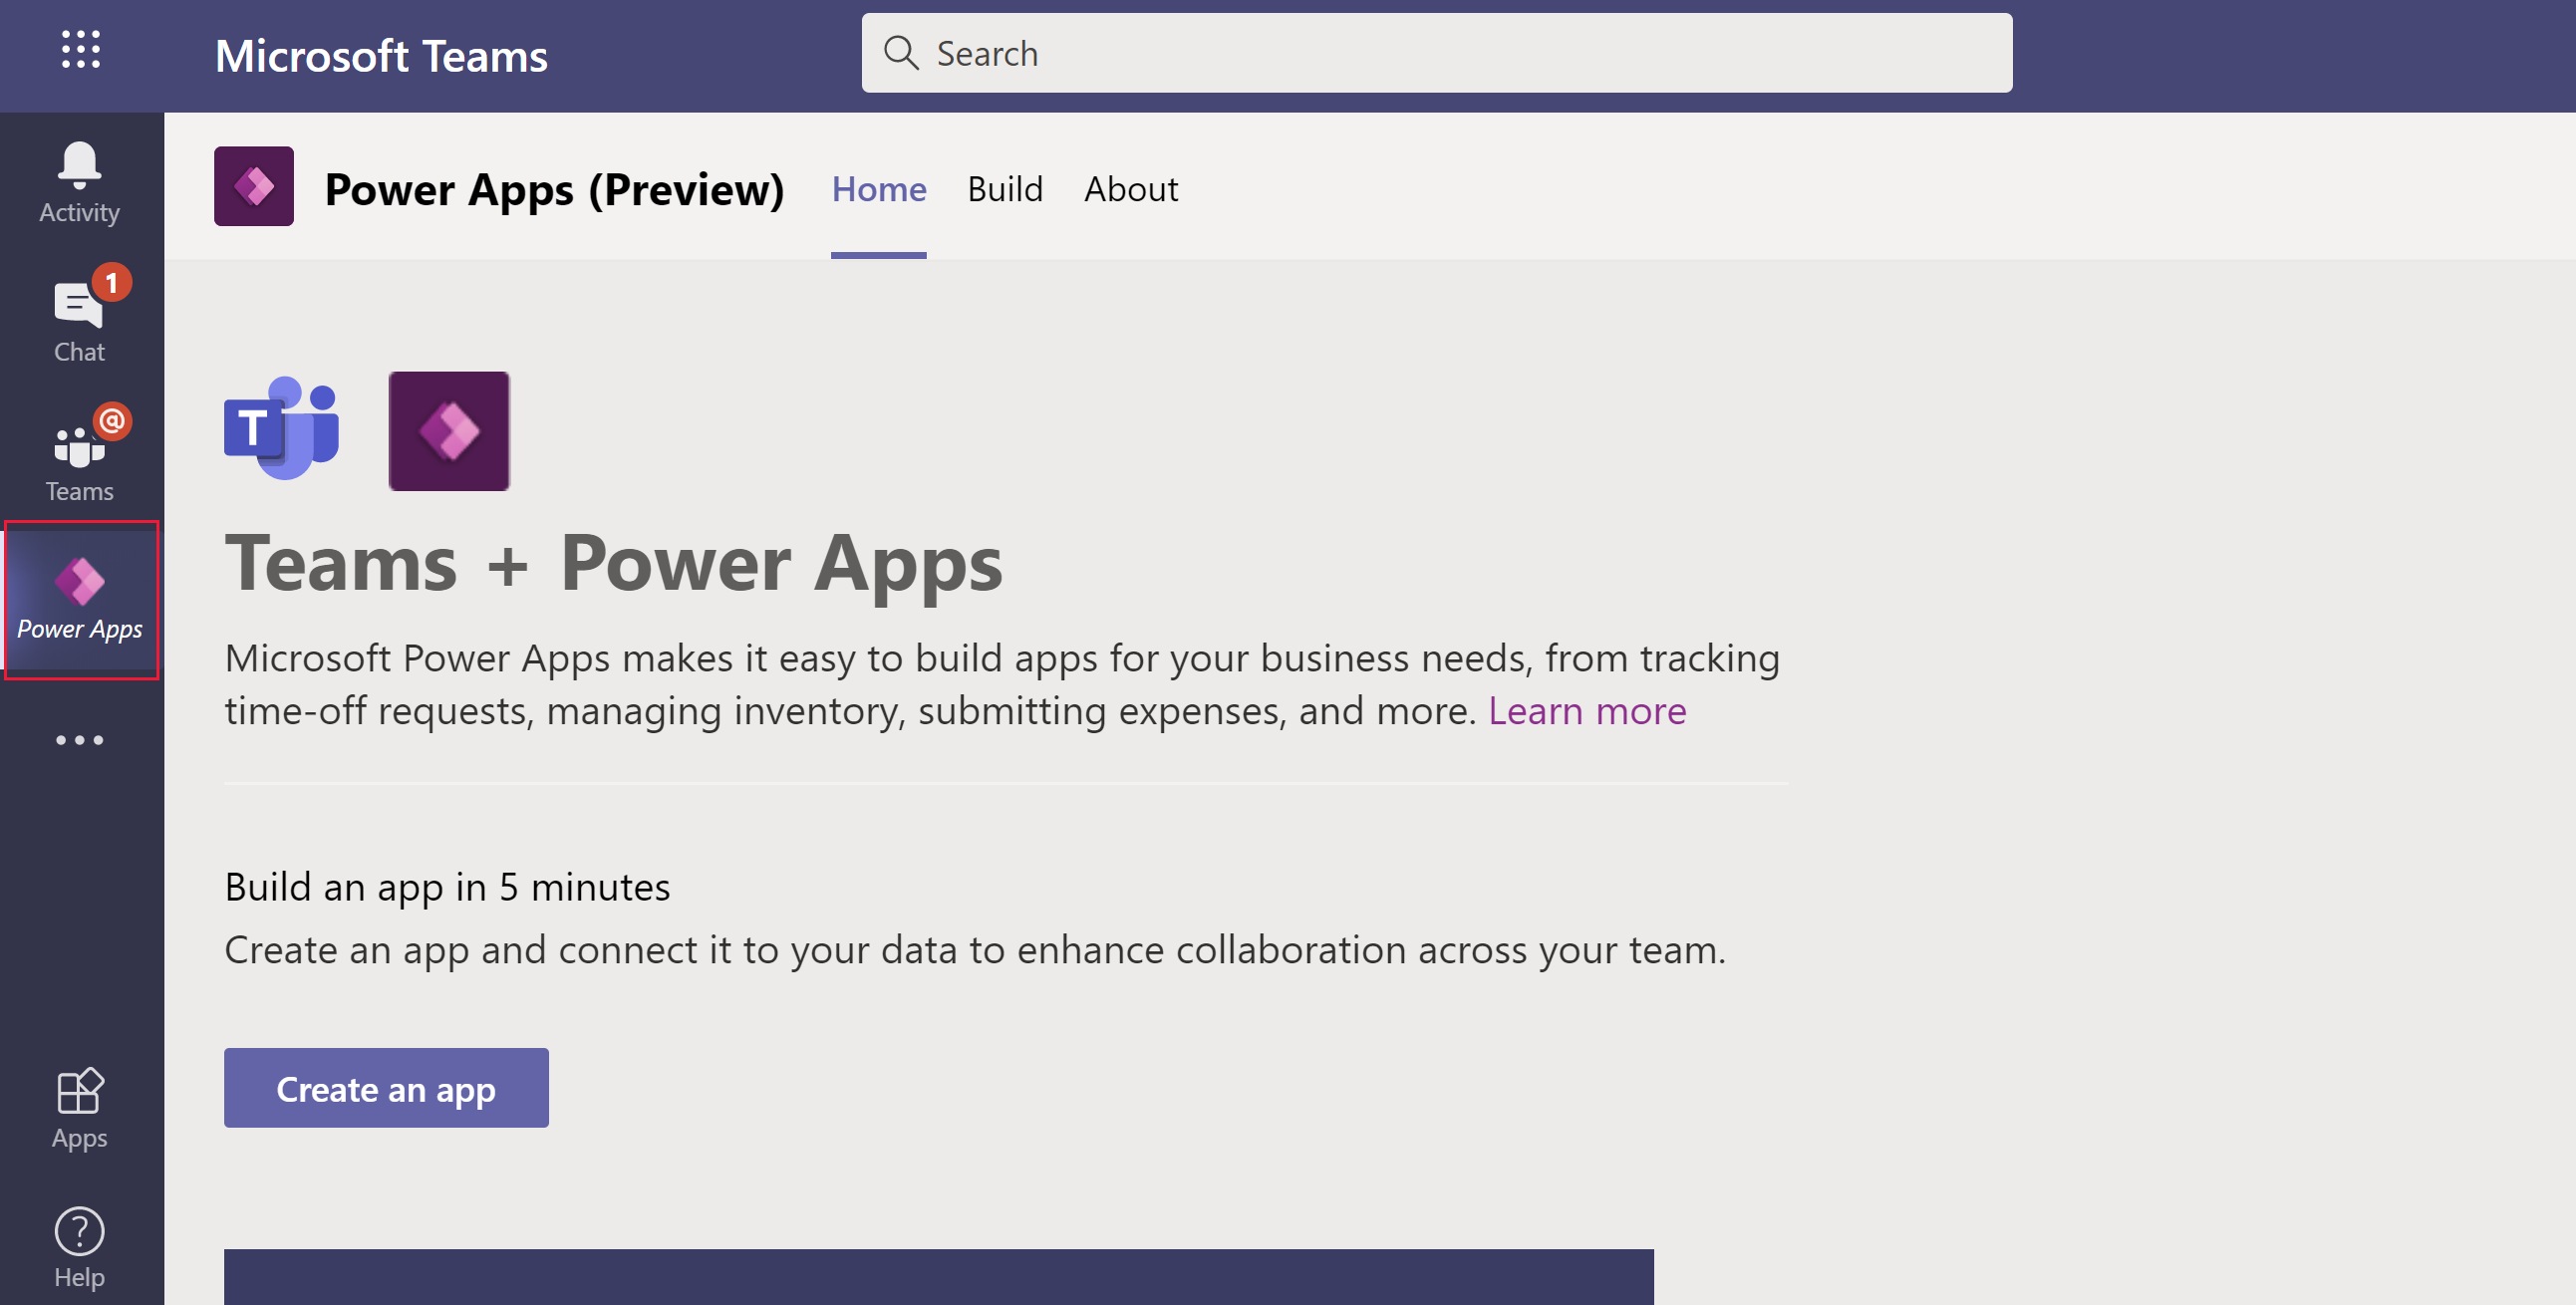 Microsoft Teams
Search
Activity
1
Chat
@
Teams
Power Apps
Apps
?
Help
Power Apps (Preview)
Home
Build
About
T
Teams + Power Apps
Microsoft Power Apps makes it easy to build apps for your business needs, from tracking
time-off requests, managing inventory, submitting expenses, and more. Learn more
Build an app in 5 minutes
Create an app and connect it to your data to enhance collaboration across your team.
Create an app